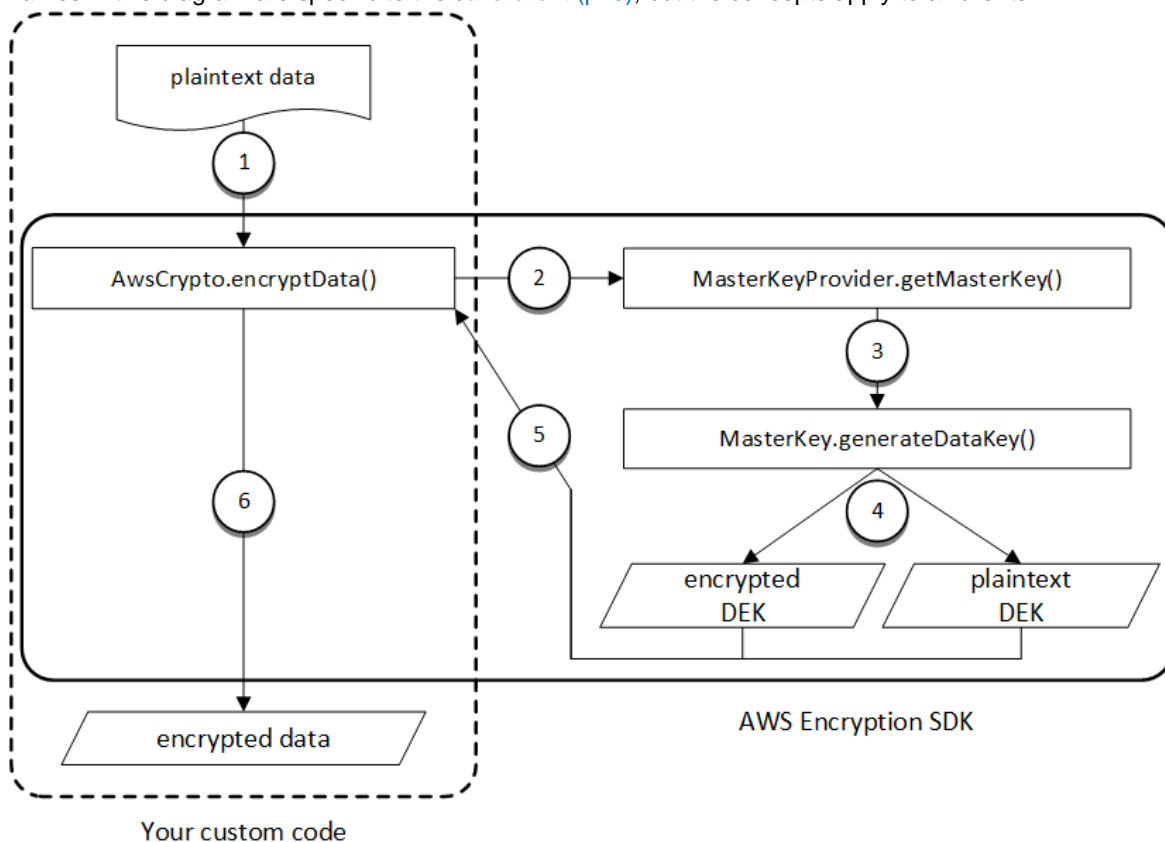 plaintext data
1
AwsCrypto.encryptData()
2
MasterKeyProvider.getMasterKey()
3
MasterKey.generateDataKey()
5
4
6
encrypted
DEK
plaintext
DEK
encrypted data
AWS Encryption SDK
Your custom code